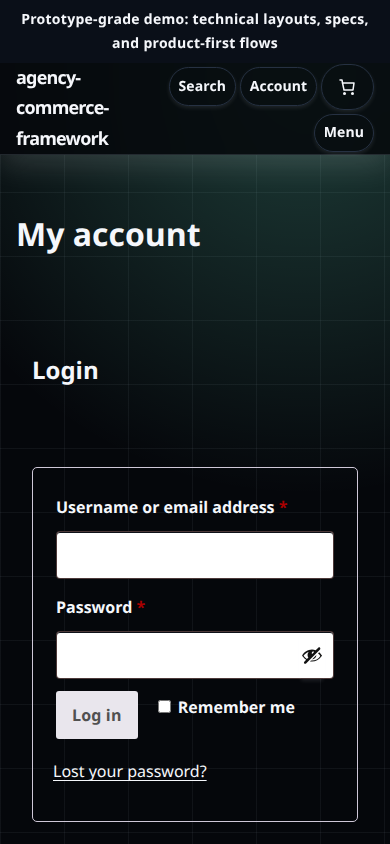 Prototype-grade demo: technical layouts, specs,
and product-first flows
agency-
commerce-
framework
Search
Account
Menu
My account
Login
Username or email address *
Password *
Log in
Remember me
Lost your password?